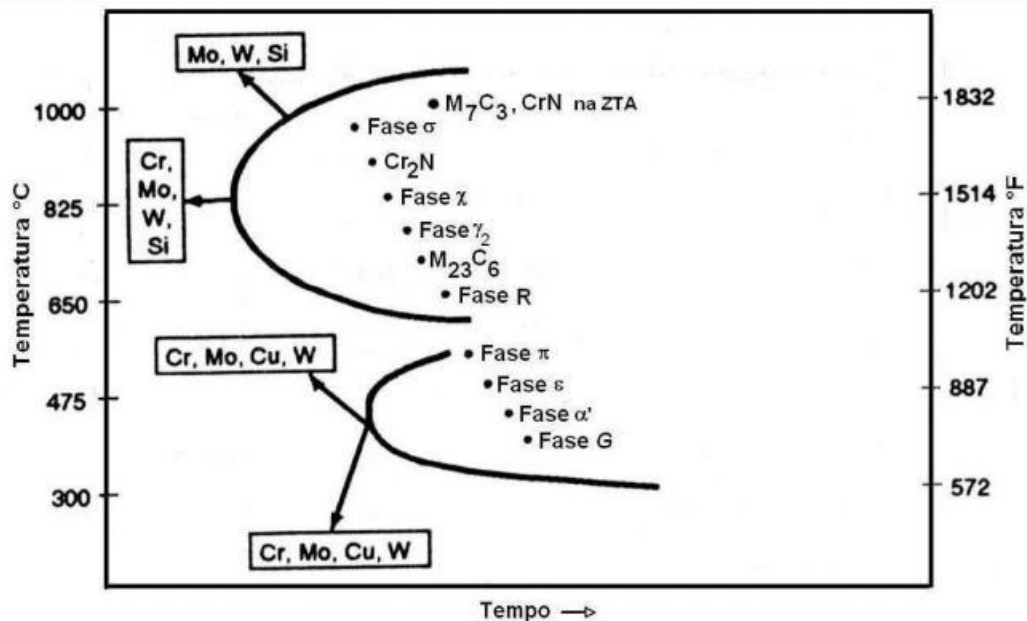 Mo, W, Si
M₇C₃, CrN na ZTA
1000
1832
Fase σ
Cr₂N
Cr,
Mo,
W,
Si
825
1514
Fase χ
Fase γ₂
M₂₃C₆
650
Fase R
1202
Cr, Mo, Cu, W
Fase π
475
Fase ε
887
Fase α'
Fase G
300
572
Cr, Mo, Cu, W
Temperatura °C
Temperatura °F
Tempo